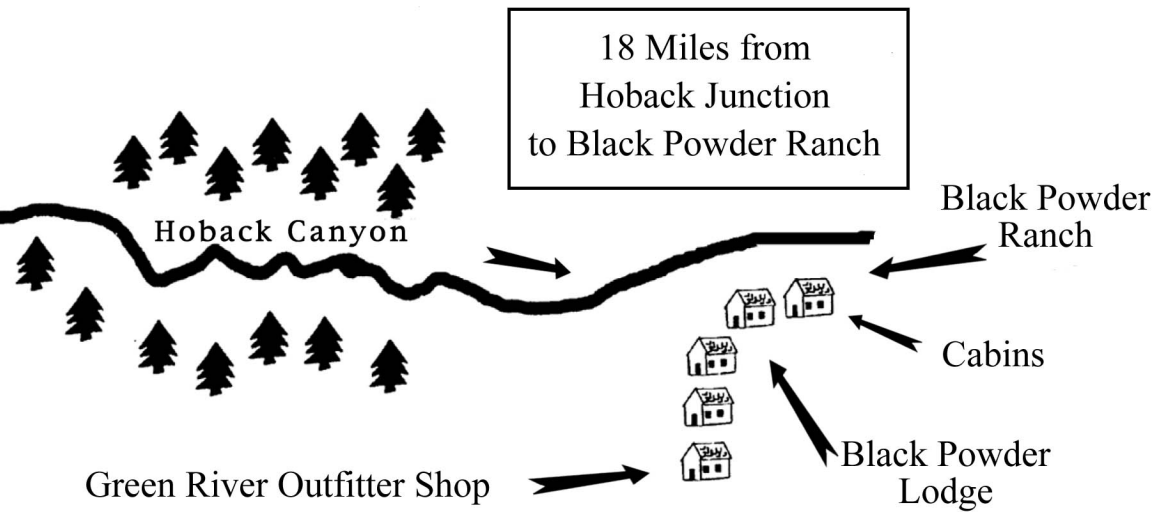 18 Miles from
Hoback Junction
to Black Powder Ranch
Black Powder
Ranch
Hoback Canyon
Cabins
Black Powder
Lodge
Green River Outfitter Shop